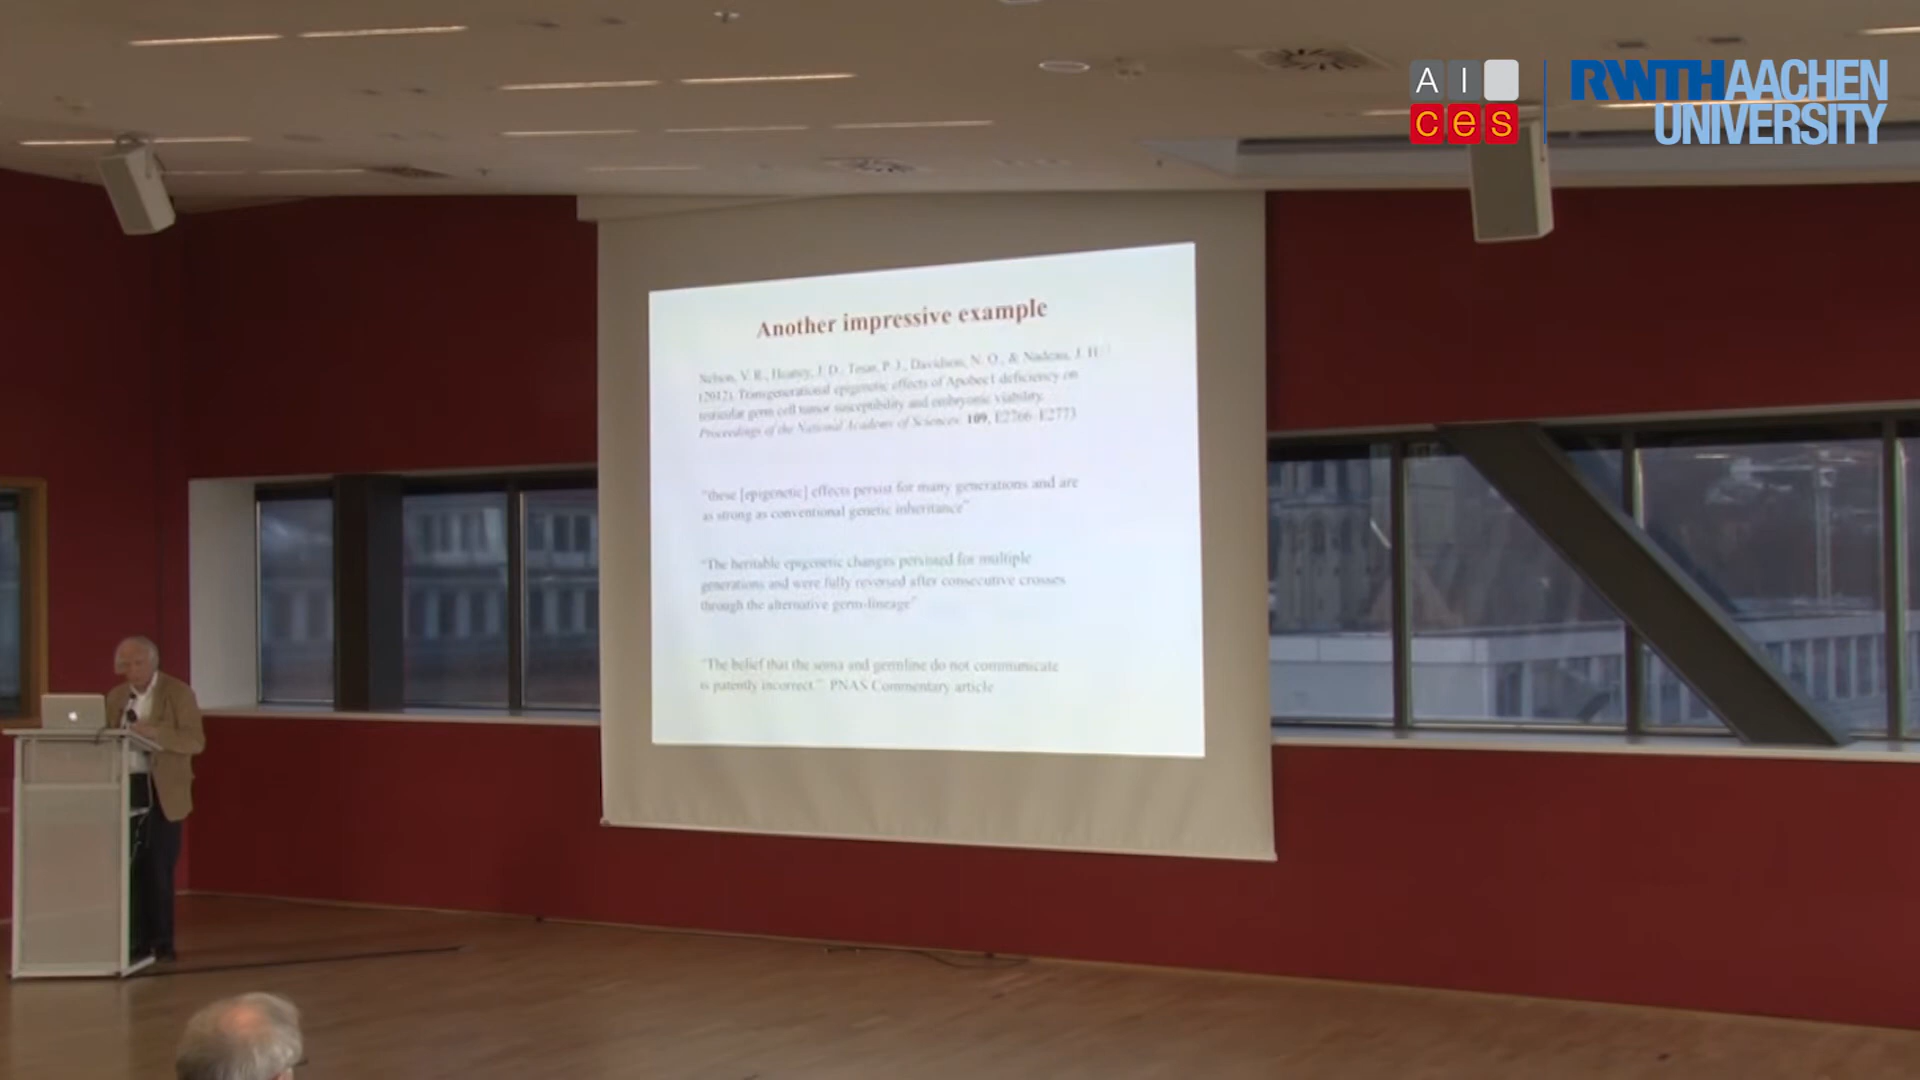 AI
ces
RWTHAACHEN
UNIVERSITY
Another impressive example
Nelson, V. R., Heaney, J. D., Tesar, P. J., Davidson, N. O., & Nadeau, J. H.
(2012). Transgenerational epigenetic effects of Apobec1 deficiency on
testicular germ cell tumor susceptibility and embryonic viability.
Proceedings of the National Academy of Sciences. 109, E2766-E2773
"these [epigenetic] effects persist for many generations and are
as strong as conventional genetic inheritance"
"The heritable epigenetic changes persisted for multiple
generations and were fully reversed after consecutive crosses
through the alternative germ-lineage"
"The belief that the soma and germline do not communicate
is patently incorrect." PNAS Commentary article